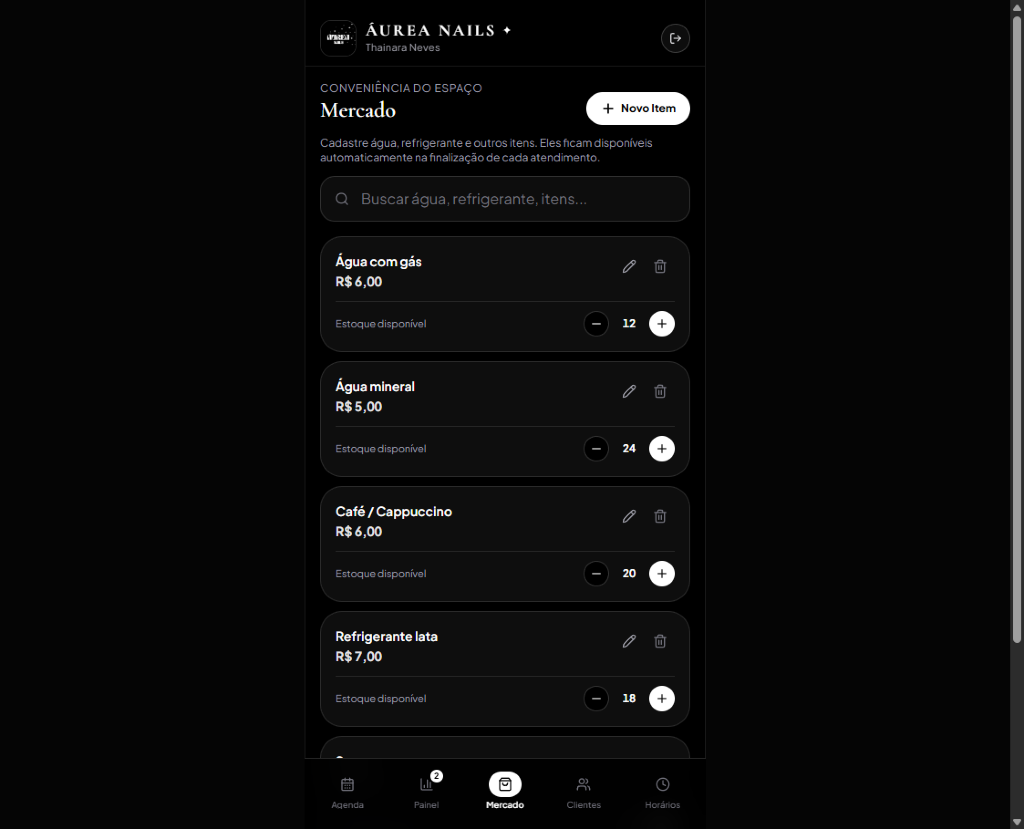 ÁUREA NAILS ✦
Thainara Neves
CONVENIÊNCIA DO ESPAÇO
Mercado
+ Novo Item
Cadastre água, refrigerante e outros itens. Eles ficam disponíveis
automaticamente na finalização de cada atendimento.
Buscar água, refrigerante, itens...
Água com gás
R$ 6,00
Estoque disponível
− 12 +
Água mineral
R$ 5,00
Estoque disponível
− 24 +
Café / Cappuccino
R$ 6,00
Estoque disponível
− 20 +
Refrigerante lata
R$ 7,00
Estoque disponível
− 18 +
2
Agenda
Painel
Mercado
Clientes
Horários